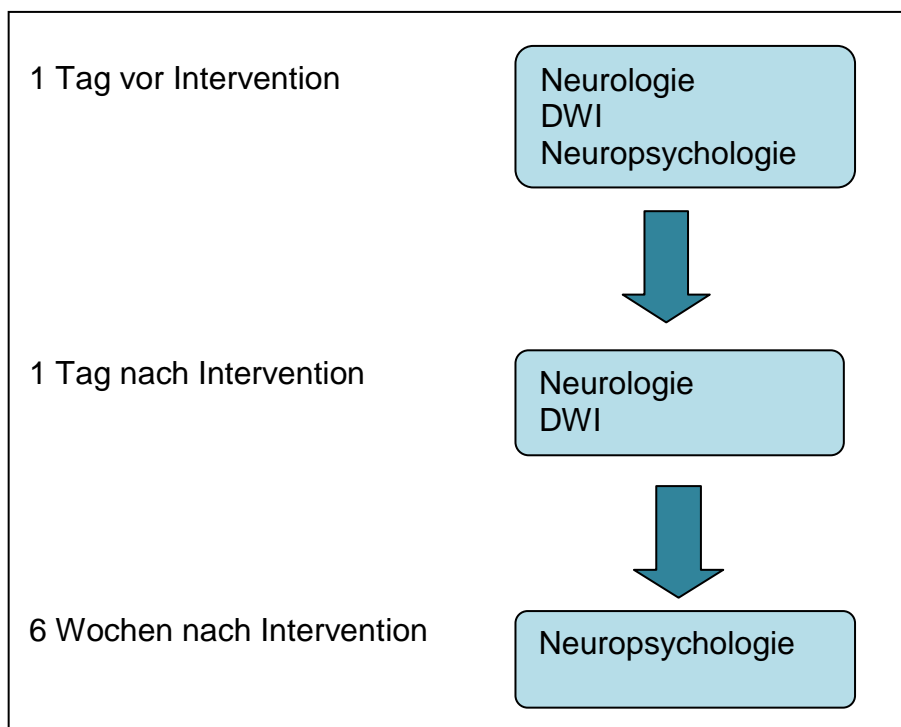 1 Tag vor Intervention
Neurologie
DWI
Neuropsychologie
1 Tag nach Intervention
Neurologie
DWI
6 Wochen nach Intervention
Neuropsychologie